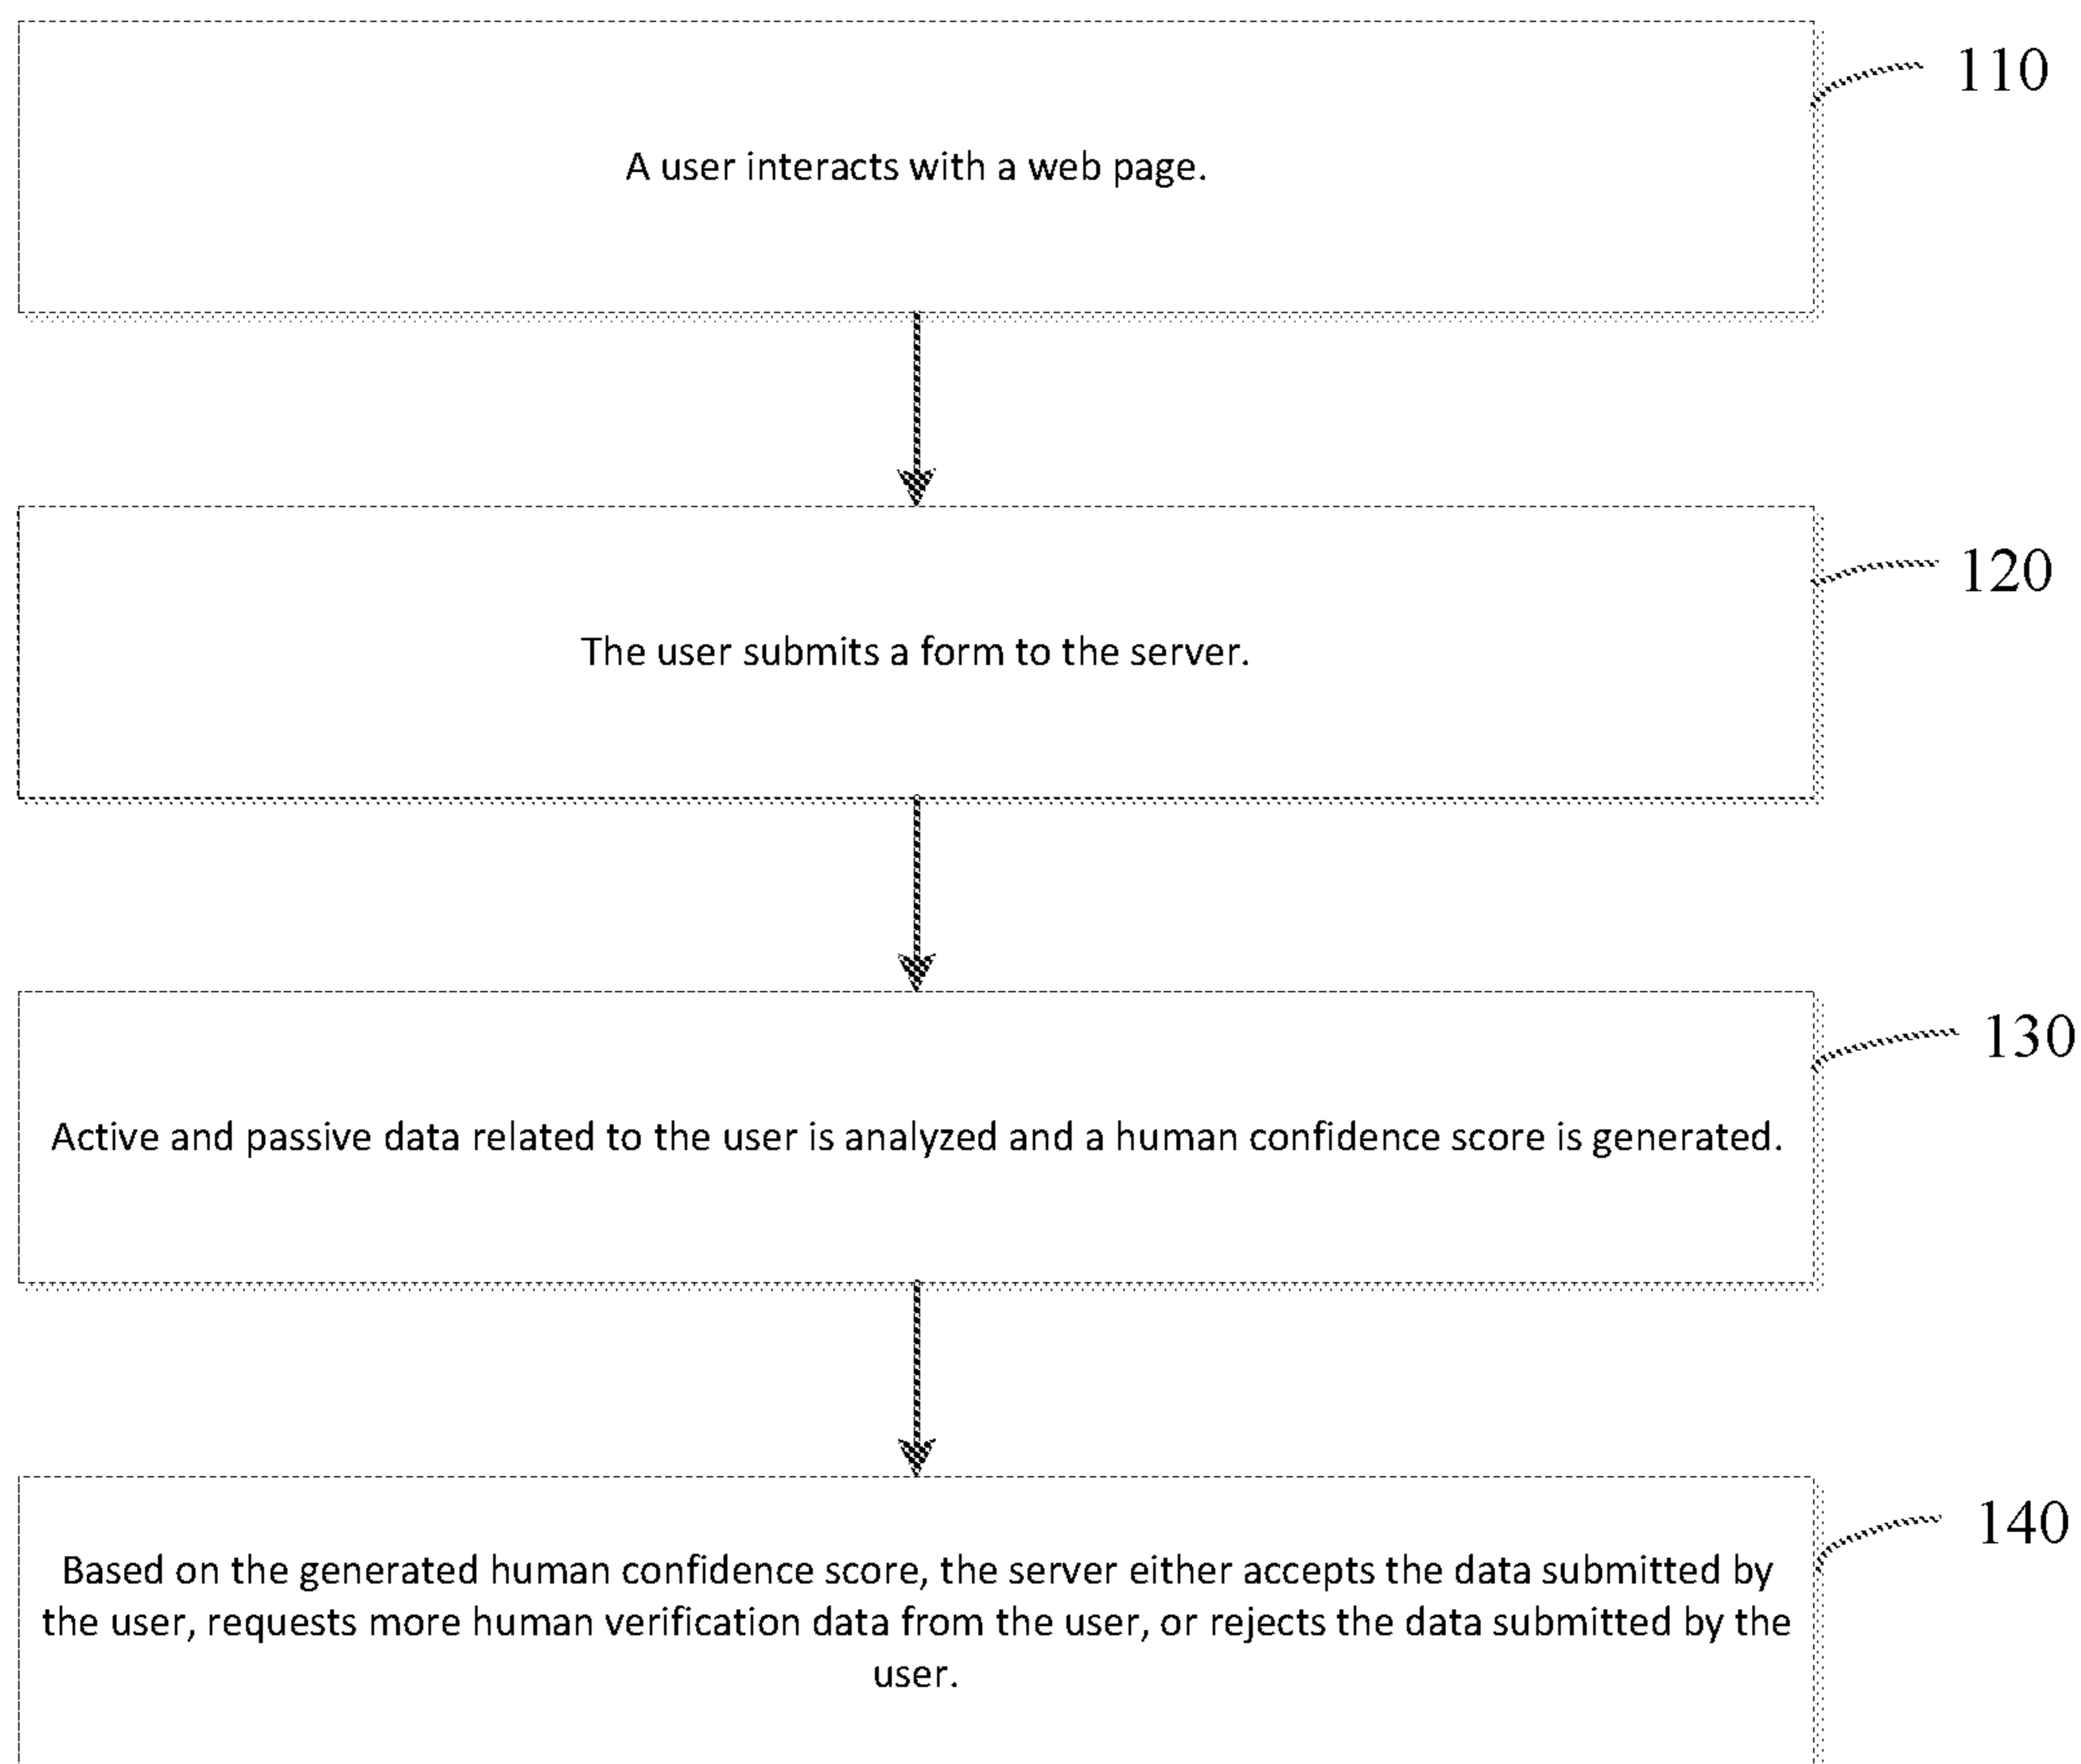 110
A user interacts with a web page.
120
The user submits a form to the server.
130
Active and passive data related to the user is analyzed and a human confidence score is generated.
140
Based on the generated human confidence score, the server either accepts the data submitted by
the user, requests more human verification data from the user, or rejects the data submitted by the
user.